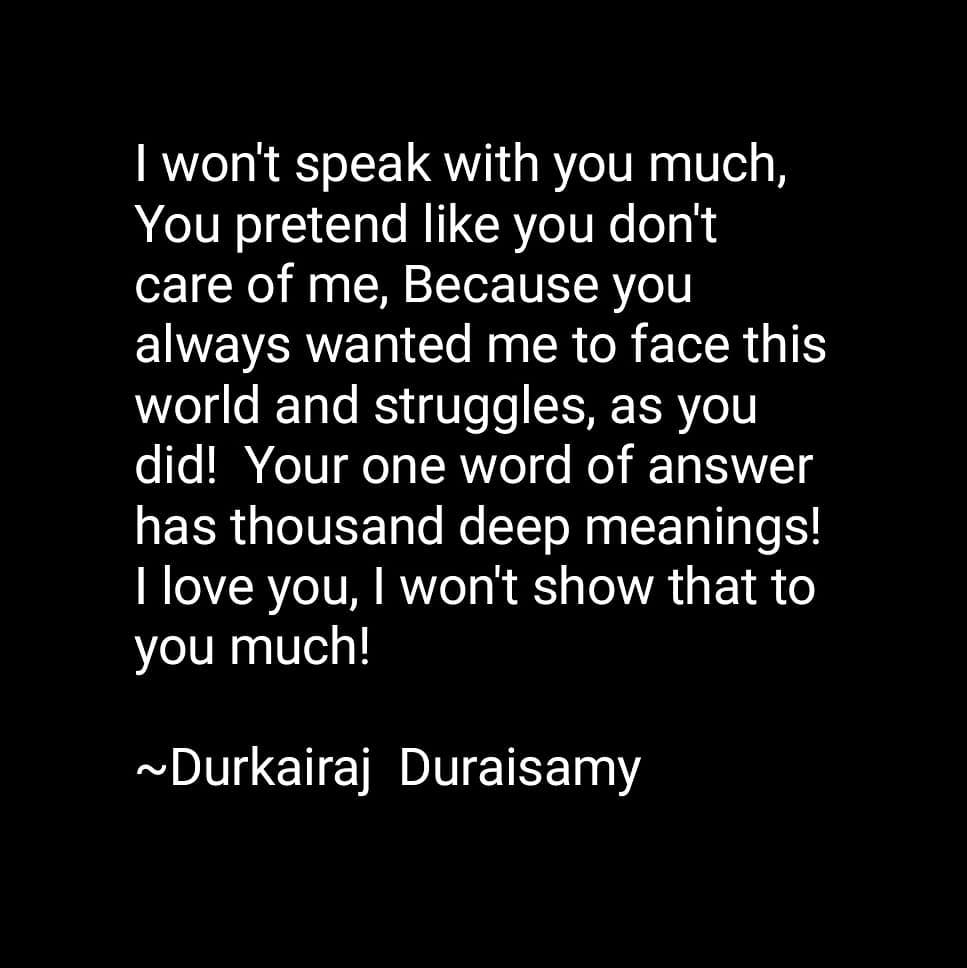 I won't speak with you much,
You pretend like you don't
care of me, Because you
always wanted me to face this
world and struggles, as you
did!  Your one word of answer
has thousand deep meanings!
I love you, I won't show that to
you much!
~Durkairaj  Duraisamy